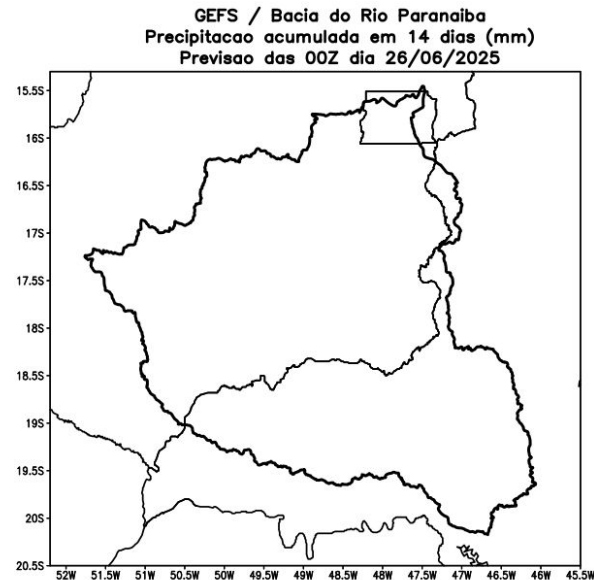 GEFS / Bacia do Rio Paranaiba
Precipitacao acumulada em 14 dias (mm)
Previsao das 00Z dia 26/06/2025
15.5S
16S
16.5S
17S
17.5S
18S
18.5S
19S
19.5S
20S
20.5S
52W 51.5W 51W 50.5W 50W 49.5W 49W 48.5W 48W 47.5W 47W 46.5W 46W 45.5W